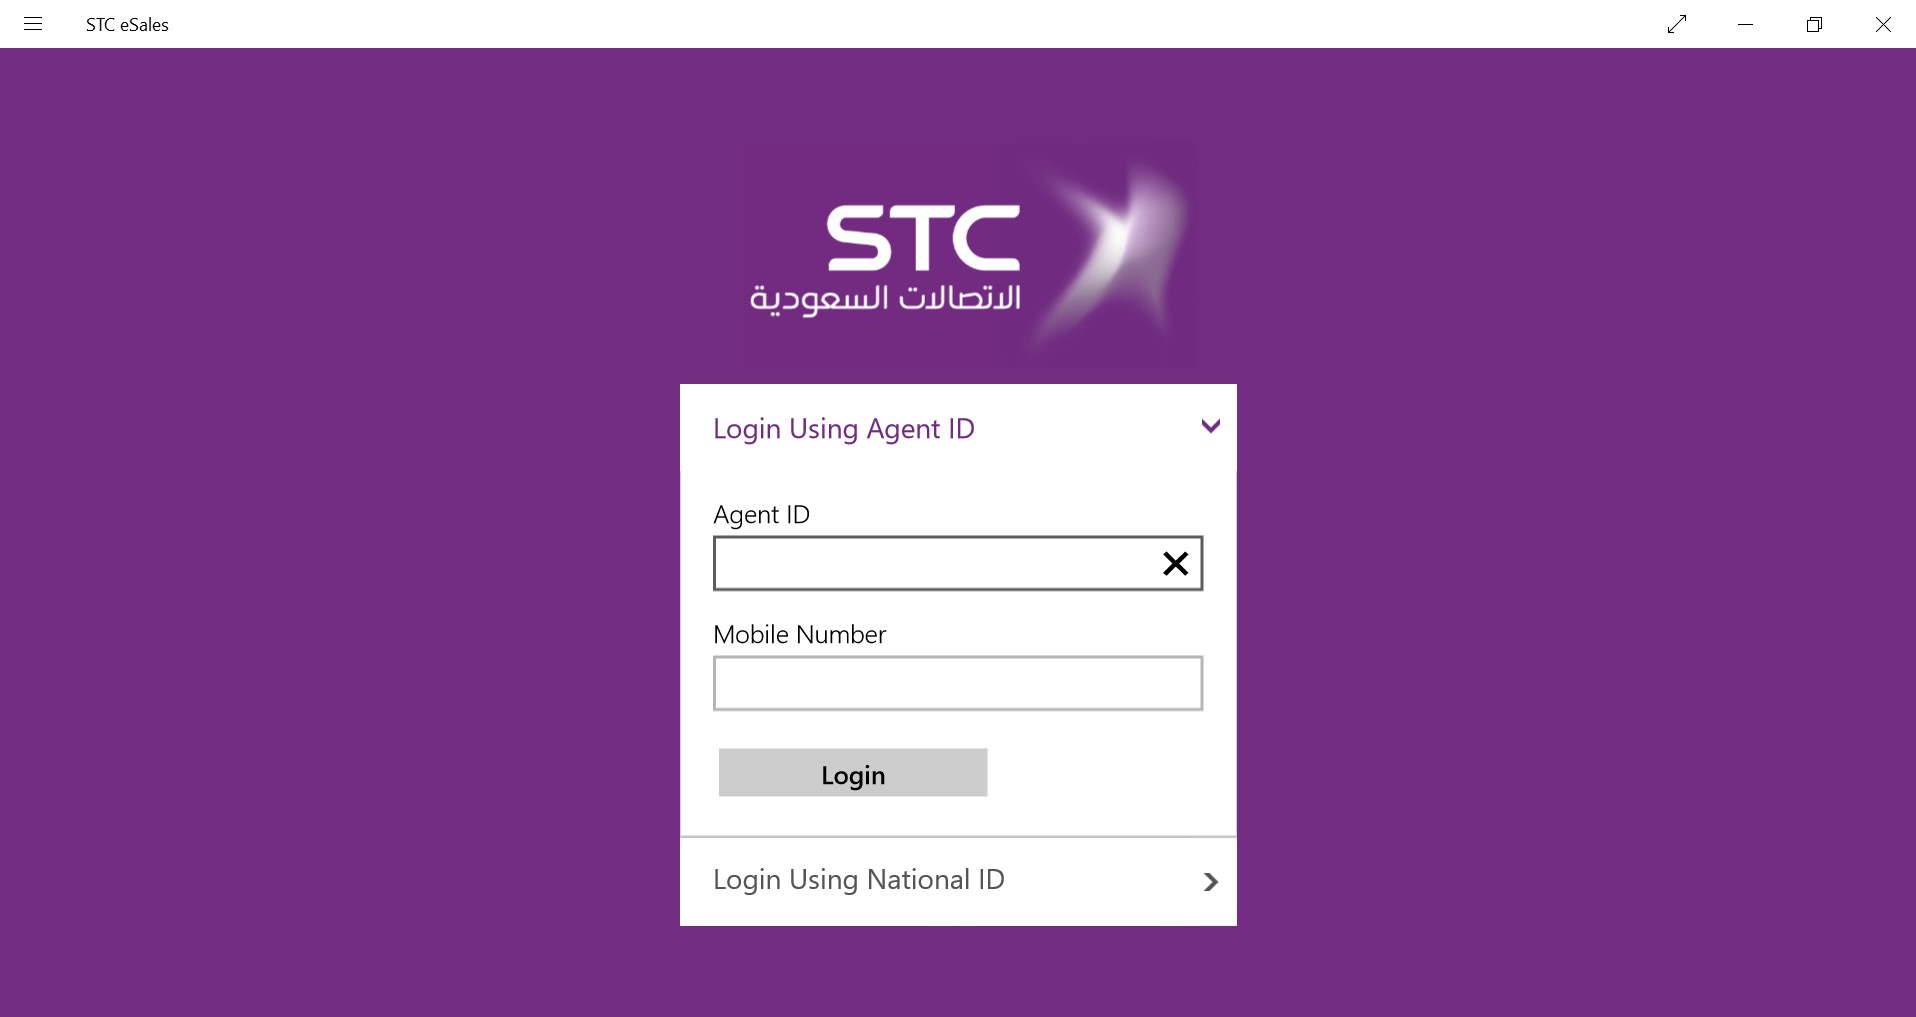 STC eSales
STC
الاتصالات السعودية
Login Using Agent ID
Agent ID
Mobile Number
Login
Login Using National ID